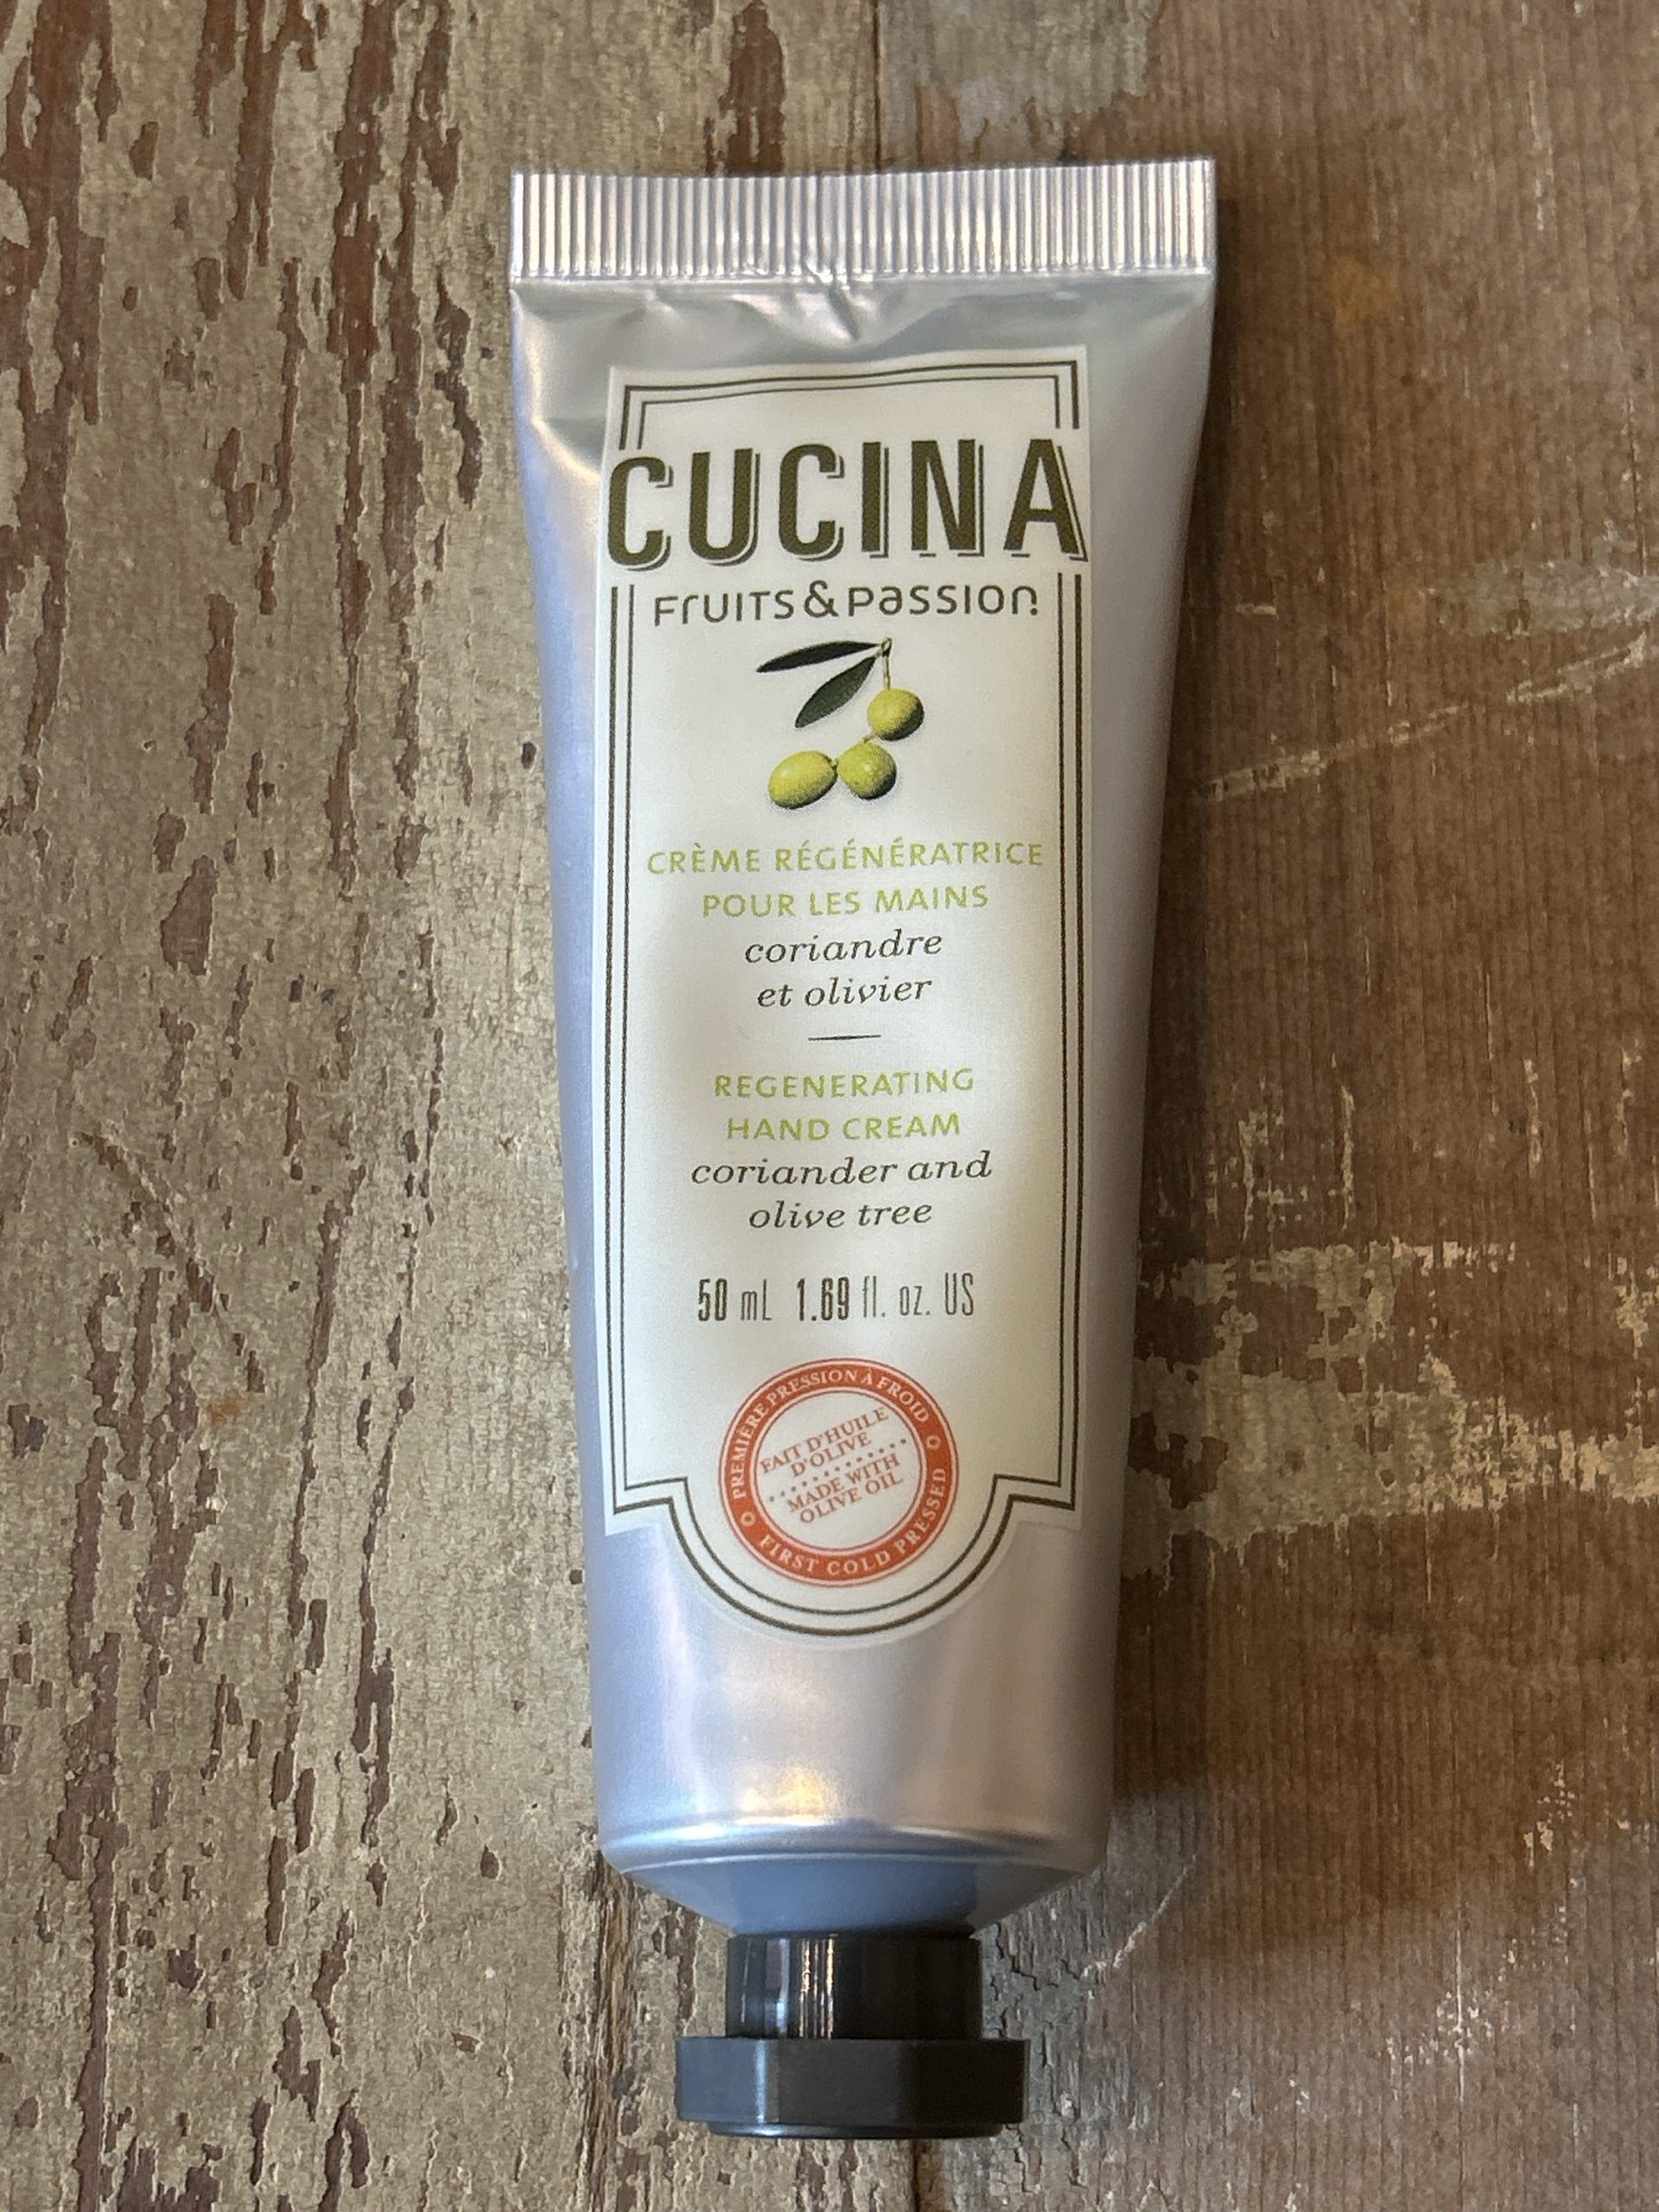 CUCINA
FRUITS & PASSION
CRÈME RÉGÉNÉRATRICE
POUR LES MAINS
coriandre
et olivier
REGENERATING
HAND CREAM
coriander and
olive tree
50 mL 1.69 fl. oz. US
PREMIÈRE PRESSION À FROID
FAIT D'HUILE
D'OLIVE
MADE WITH
OLIVE OIL
FIRST COLD PRESSED